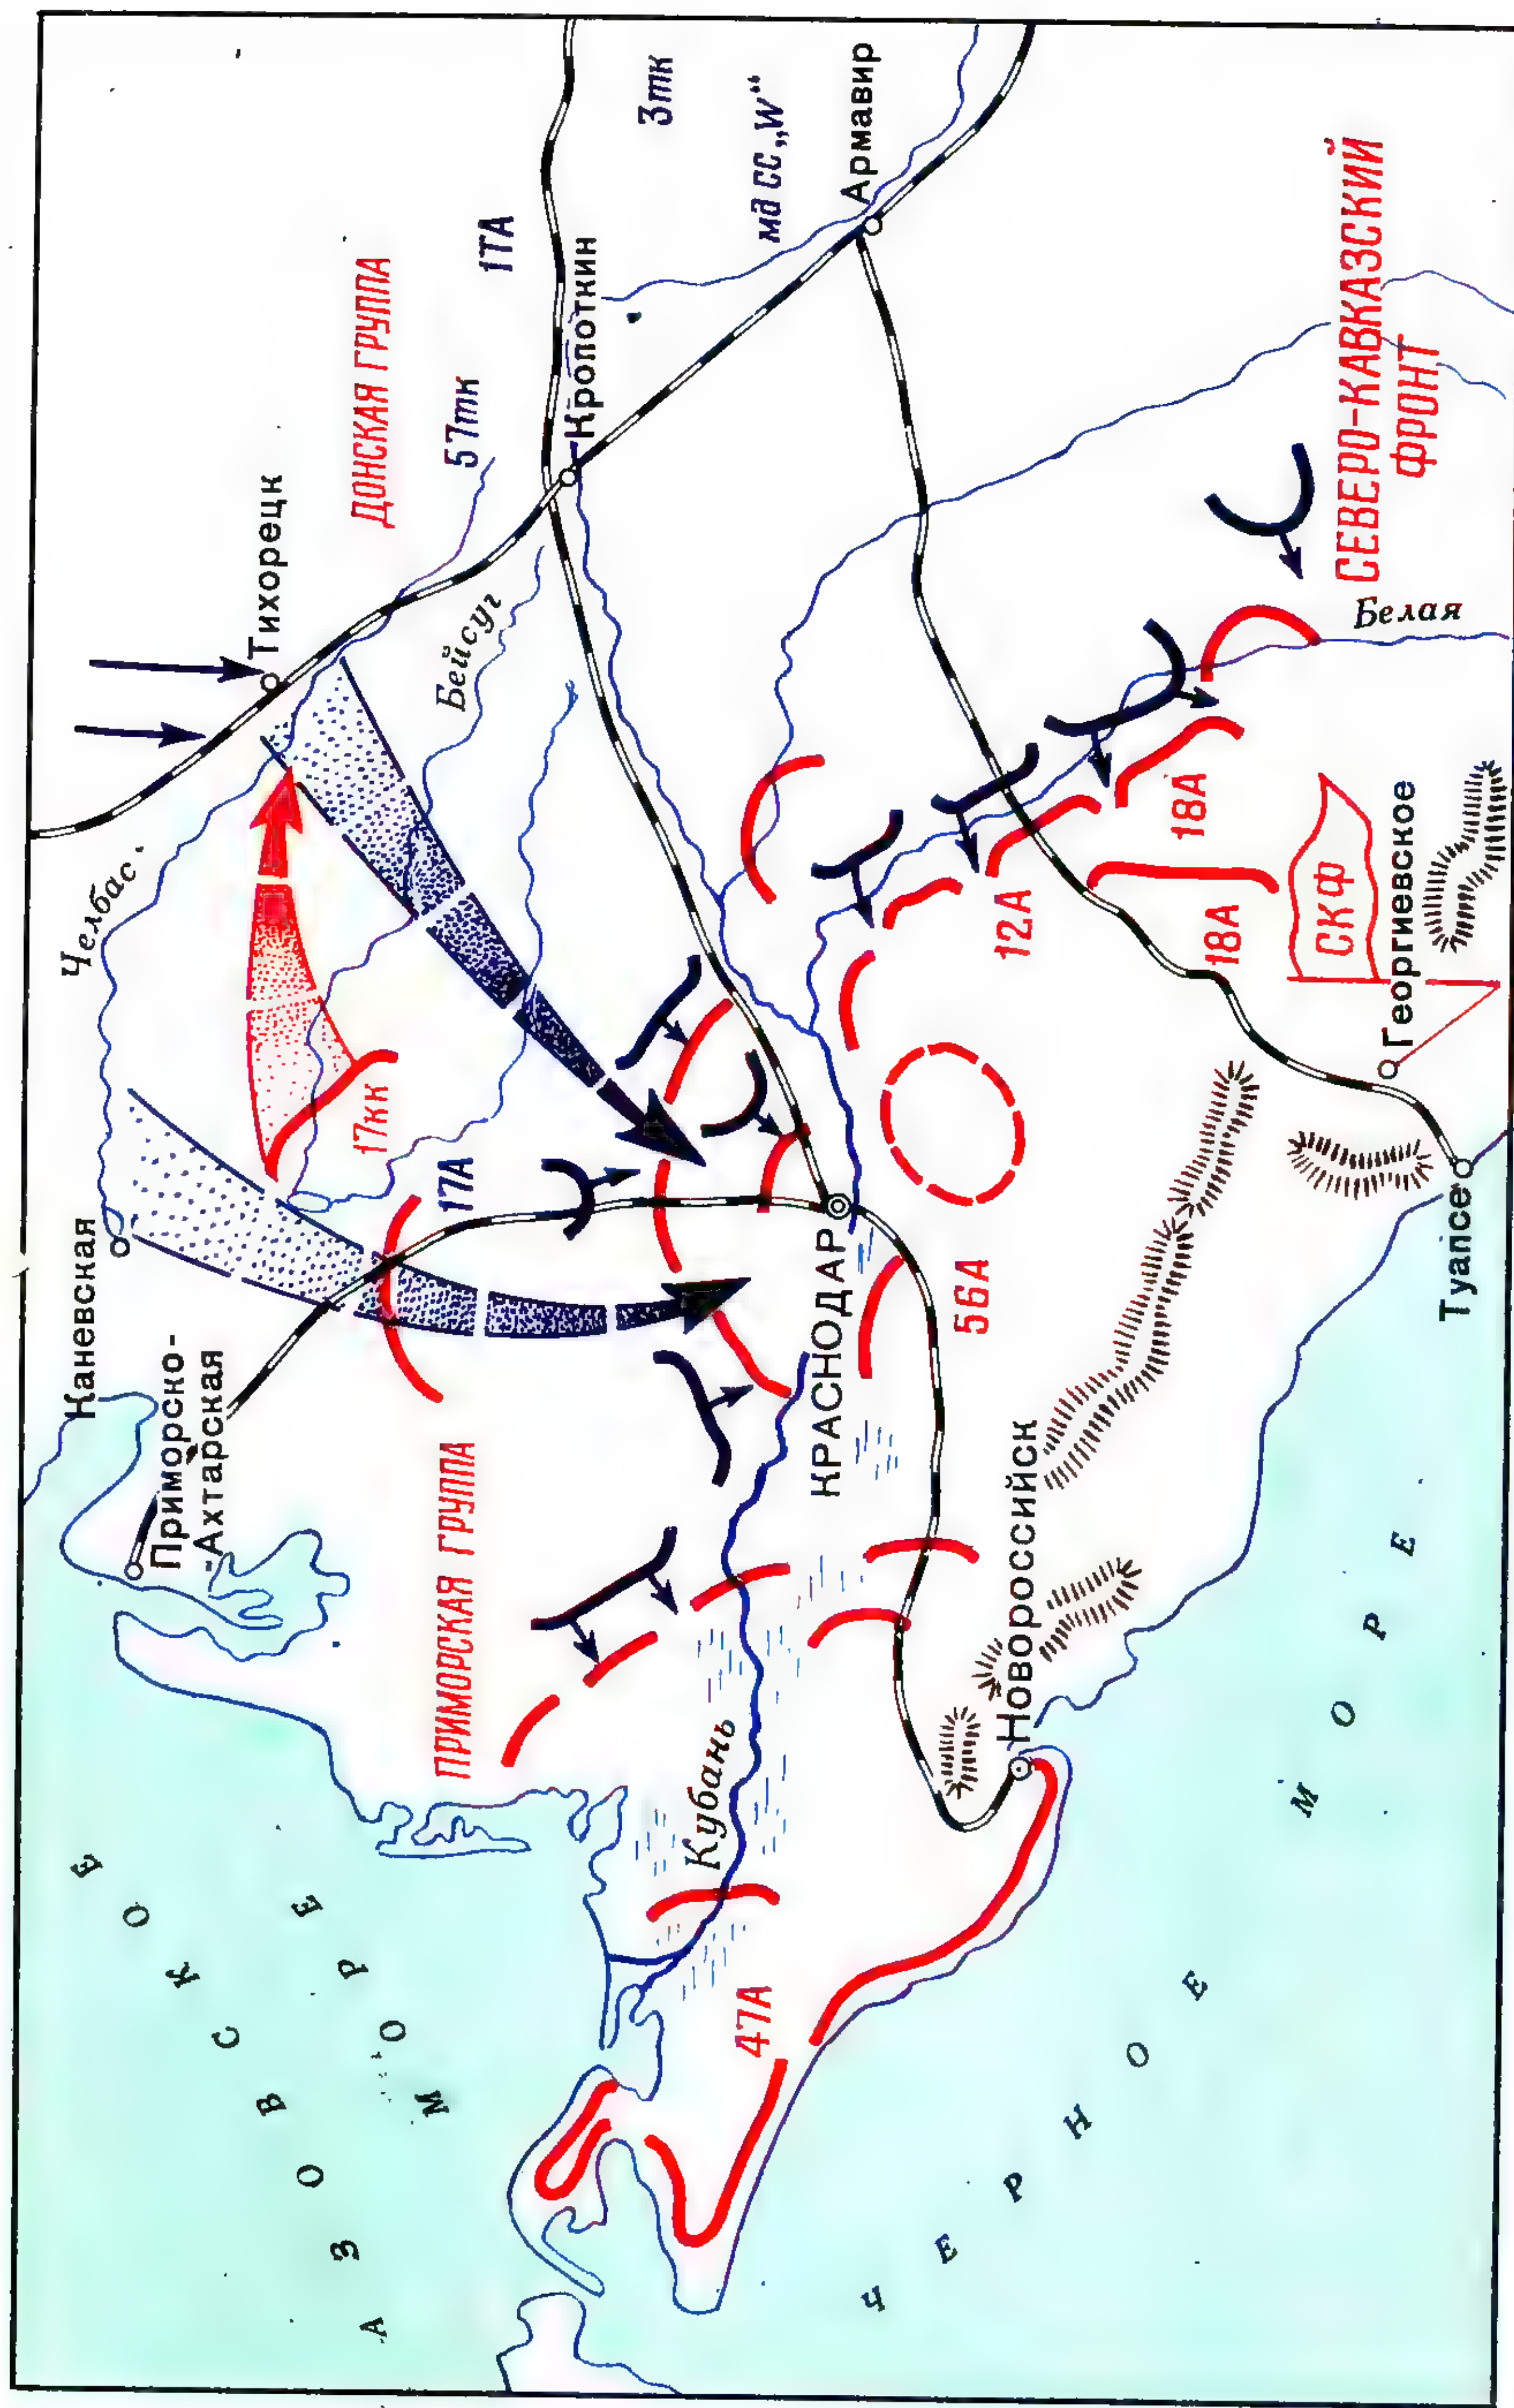 АЗОВСКОЕ
МОРЕ
Каневская
Приморско-
-Ахтарская
Челбас
Тихорецк
ДОНСКАЯ ГРУППА
Бейсуг
57тк
1ТА
3тк
мд СС „W“
Кропоткин
Армавир
17кк
17А
ПРИМОРСКАЯ ГРУППА
Кубань
47А
КРАСНОДАР
56А
Новороссийск
12А
18А
18А
СКФ
Георгиевское
Туапсе
Белая
СЕВЕРО-КАВКАЗСКИЙ
ФРОНТ
ЧЕРНОЕ
МОРЕ